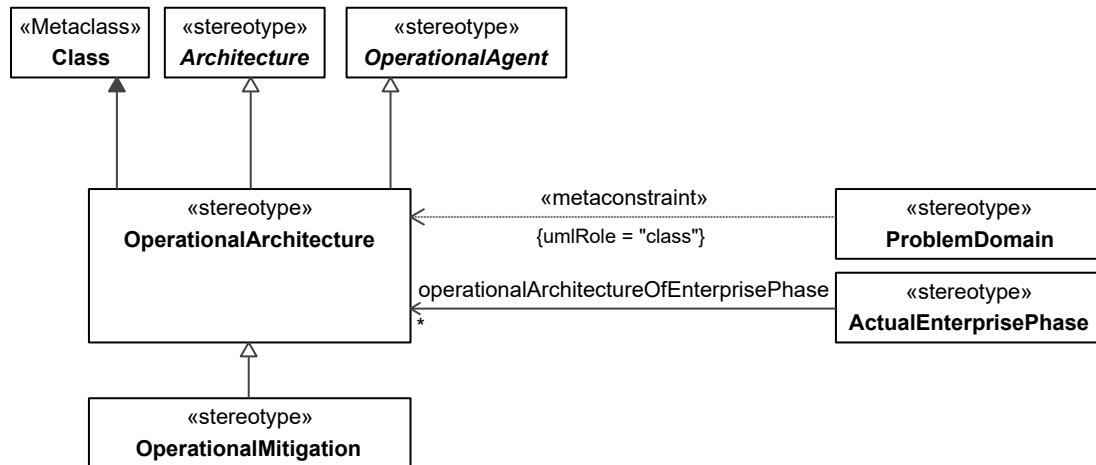 «Metaclass»
Class
«stereotype»
Architecture
«stereotype»
OperationalAgent
«stereotype»
OperationalArchitecture
«metaconstraint»
{umlRole = "class"}
«stereotype»
ProblemDomain
operationalArchitectureOfEnterprisePhase
*
«stereotype»
ActualEnterprisePhase
«stereotype»
OperationalMitigation